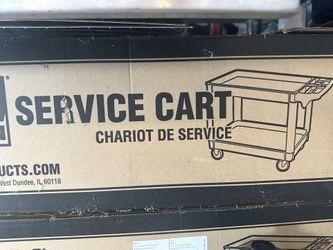 SERVICE CART
CHARIOT DE SERVICE
UCTS.COM
West Dundee, IL 60118